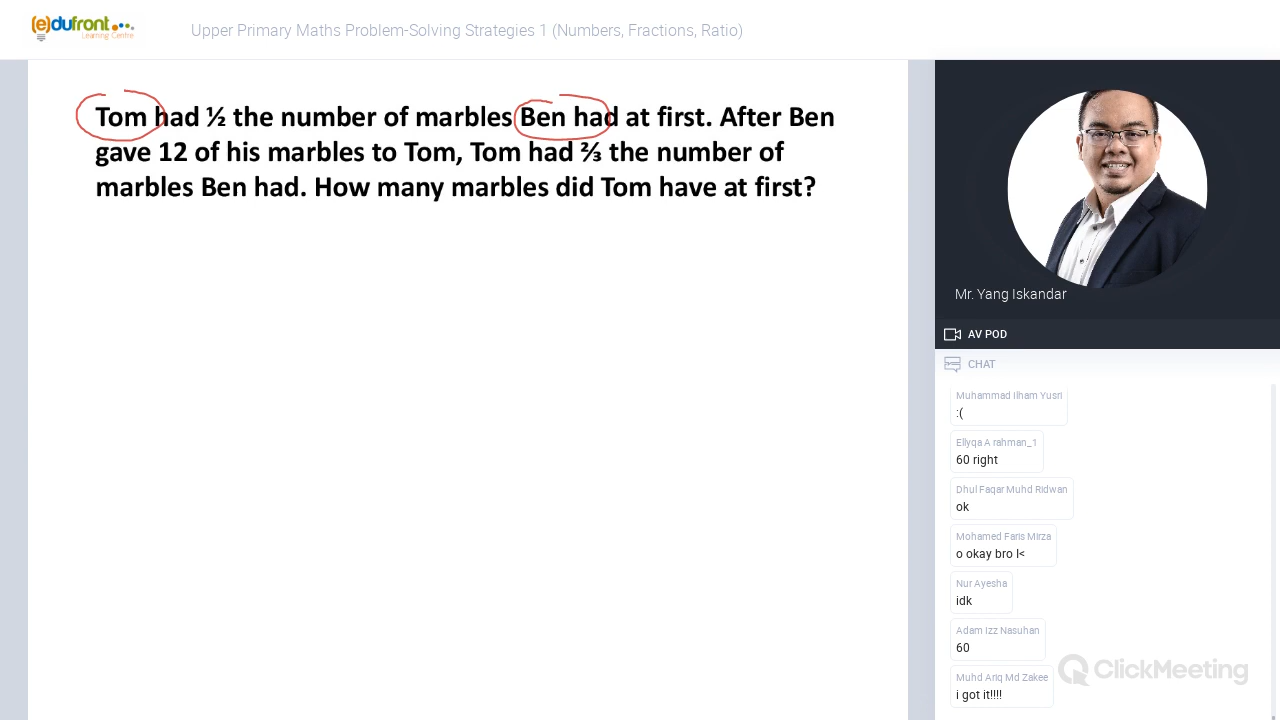 (e)dufront
Learning Centre
Upper Primary Maths Problem-Solving Strategies 1 (Numbers, Fractions, Ratio)
Tom had ½ the number of marbles Ben had at first. After Ben
gave 12 of his marbles to Tom, Tom had ⅔ the number of
marbles Ben had. How many marbles did Tom have at first?
Mr. Yang Iskandar
AV POD
CHAT
Muhammad Ilham Yusri
:(
Ellyqa A rahman_1
60 right
Dhul Faqar Muhd Ridwan
ok
Mohamed Faris Mirza
o okay bro l<
Nur Ayesha
idk
Adam Izz Nasuhan
60
Muhd Ariq Md Zakee
i got it!!!!
ClickMeeting